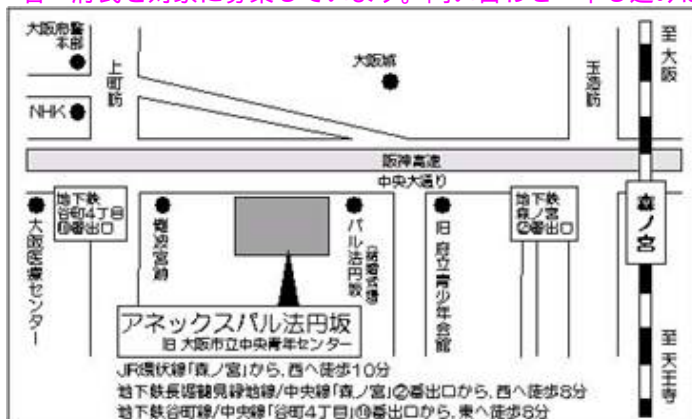 大阪府警
本部
上町筋
大阪城
玉造筋
至 大阪
NHK
阪神高速
中央大通り
地下鉄
谷町4丁目
⑪番出口
地下鉄
森ノ宮
②番出口
森ノ宮
大阪医療センター
難波宮跡
パル法円坂
(結婚式場)
旧 府立青少年会館
アネックスパル法円坂
旧 大阪市立中央青年センター
至 天王寺
JR環状線「森ノ宮」から、西へ徒歩10分
地下鉄長堀鶴見緑地線/中央線「森ノ宮」②番出口から、西へ徒歩8分
地下鉄谷町線/中央線「谷町4丁目」⑪番出口から、東へ徒歩8分